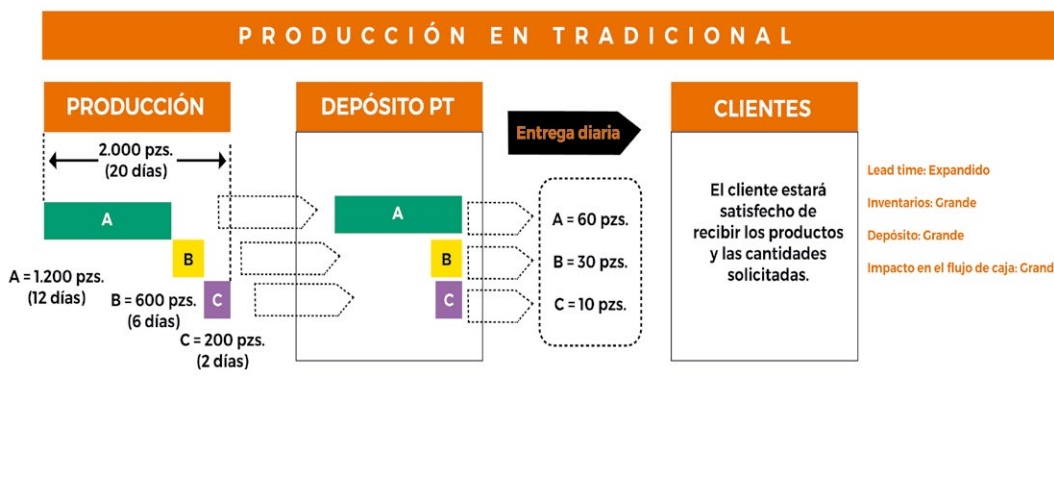 PRODUCCIÓN EN TRADICIONAL
PRODUCCIÓN
2.000 pzs.
(20 días)
A
B
C
A = 1.200 pzs.
(12 días)
B = 600 pzs.
(6 días)
C = 200 pzs.
(2 días)
DEPÓSITO PT
A
B
C
Entrega diaria
A = 60 pzs.
B = 30 pzs.
C = 10 pzs.
CLIENTES
El cliente estará
satisfecho de
recibir los productos
y las cantidades
solicitadas.
Lead time: Expandido
Inventarios: Grande
Depósito: Grande
Impacto en el flujo de caja: Grand